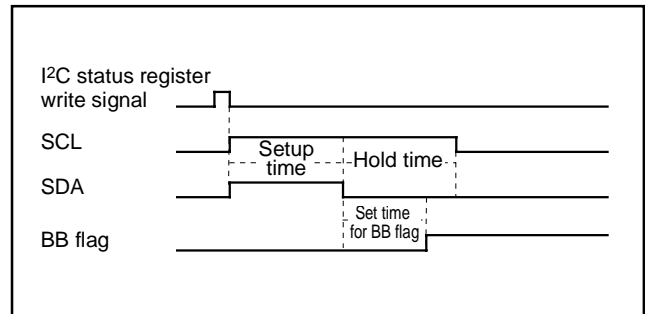 I²C status register
write signal
SCL
Setup
time
Hold time
SDA
Set time
for BB flag
BB flag